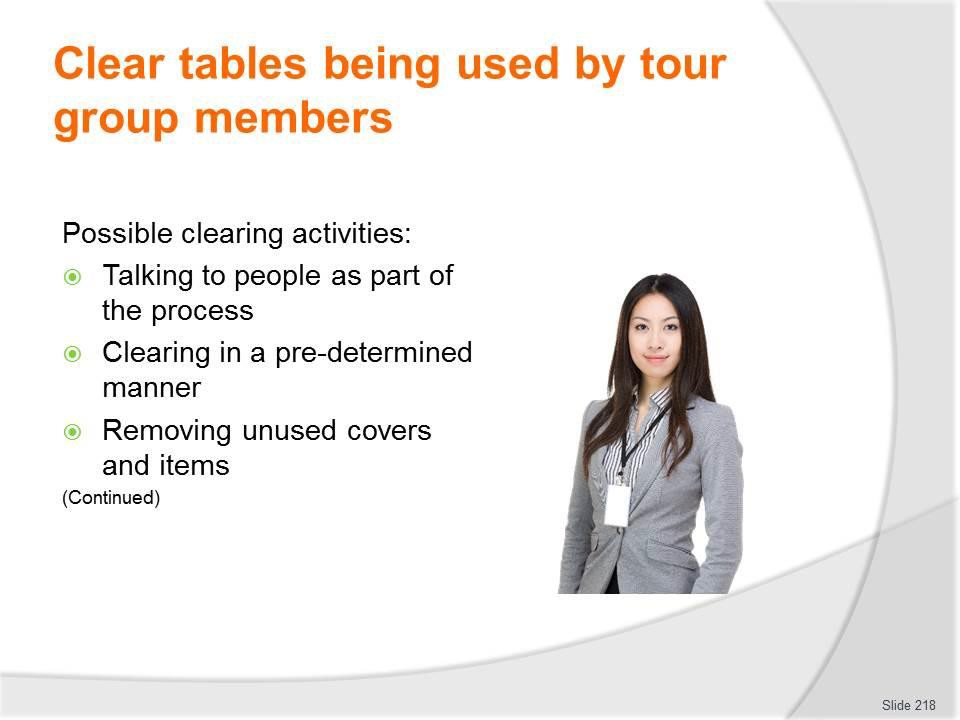 Clear tables being used by tour
group members
Possible clearing activities:
Talking to people as part of
the process
Clearing in a pre-determined
manner
Removing unused covers
and items
(Continued)
Slide 218